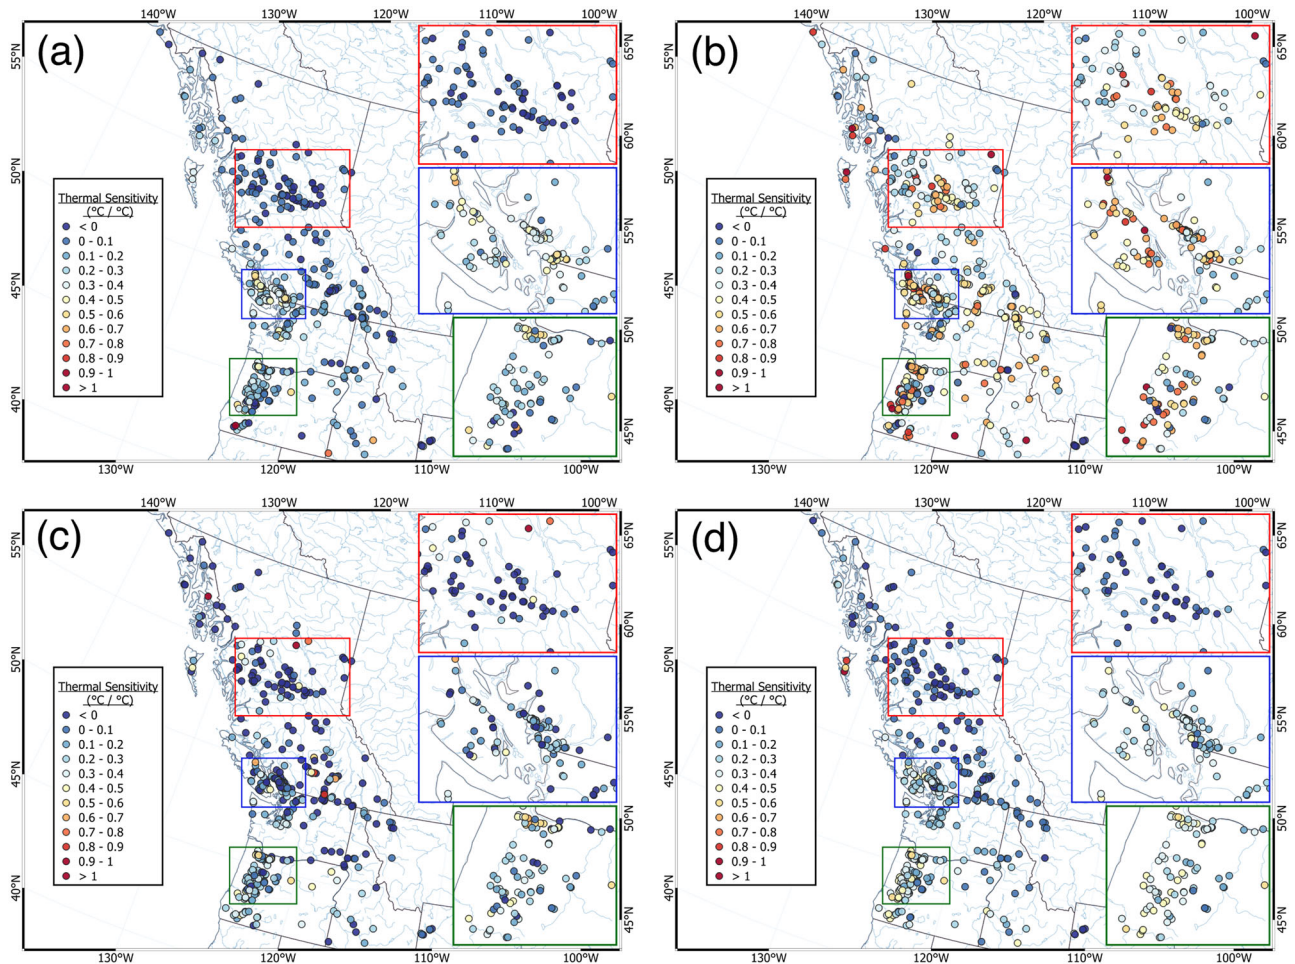 140°W 130°W 120°W 110°W 100°W
(a)
55°N
50°N
45°N
40°N
65°N
60°N
55°N
50°N
45°N
Thermal Sensitivity
(°C / °C)
< 0
0 - 0.1
0.1 - 0.2
0.2 - 0.3
0.3 - 0.4
0.4 - 0.5
0.5 - 0.6
0.6 - 0.7
0.7 - 0.8
0.8 - 0.9
0.9 - 1
> 1
130°W 120°W 110°W 100°W
140°W 130°W 120°W 110°W 100°W
(b)
55°N
50°N
45°N
40°N
65°N
60°N
55°N
50°N
45°N
Thermal Sensitivity
(°C / °C)
< 0
0 - 0.1
0.1 - 0.2
0.2 - 0.3
0.3 - 0.4
0.4 - 0.5
0.5 - 0.6
0.6 - 0.7
0.7 - 0.8
0.8 - 0.9
0.9 - 1
> 1
130°W 120°W 110°W 100°W
140°W 130°W 120°W 110°W 100°W
(c)
55°N
50°N
45°N
40°N
65°N
60°N
55°N
50°N
45°N
Thermal Sensitivity
(°C / °C)
< 0
0 - 0.1
0.1 - 0.2
0.2 - 0.3
0.3 - 0.4
0.4 - 0.5
0.5 - 0.6
0.6 - 0.7
0.7 - 0.8
0.8 - 0.9
0.9 - 1
> 1
130°W 120°W 110°W 100°W
140°W 130°W 120°W 110°W 100°W
(d)
55°N
50°N
45°N
40°N
65°N
60°N
55°N
50°N
45°N
Thermal Sensitivity
(°C / °C)
< 0
0 - 0.1
0.1 - 0.2
0.2 - 0.3
0.3 - 0.4
0.4 - 0.5
0.5 - 0.6
0.6 - 0.7
0.7 - 0.8
0.8 - 0.9
0.9 - 1
> 1
130°W 120°W 110°W 100°W